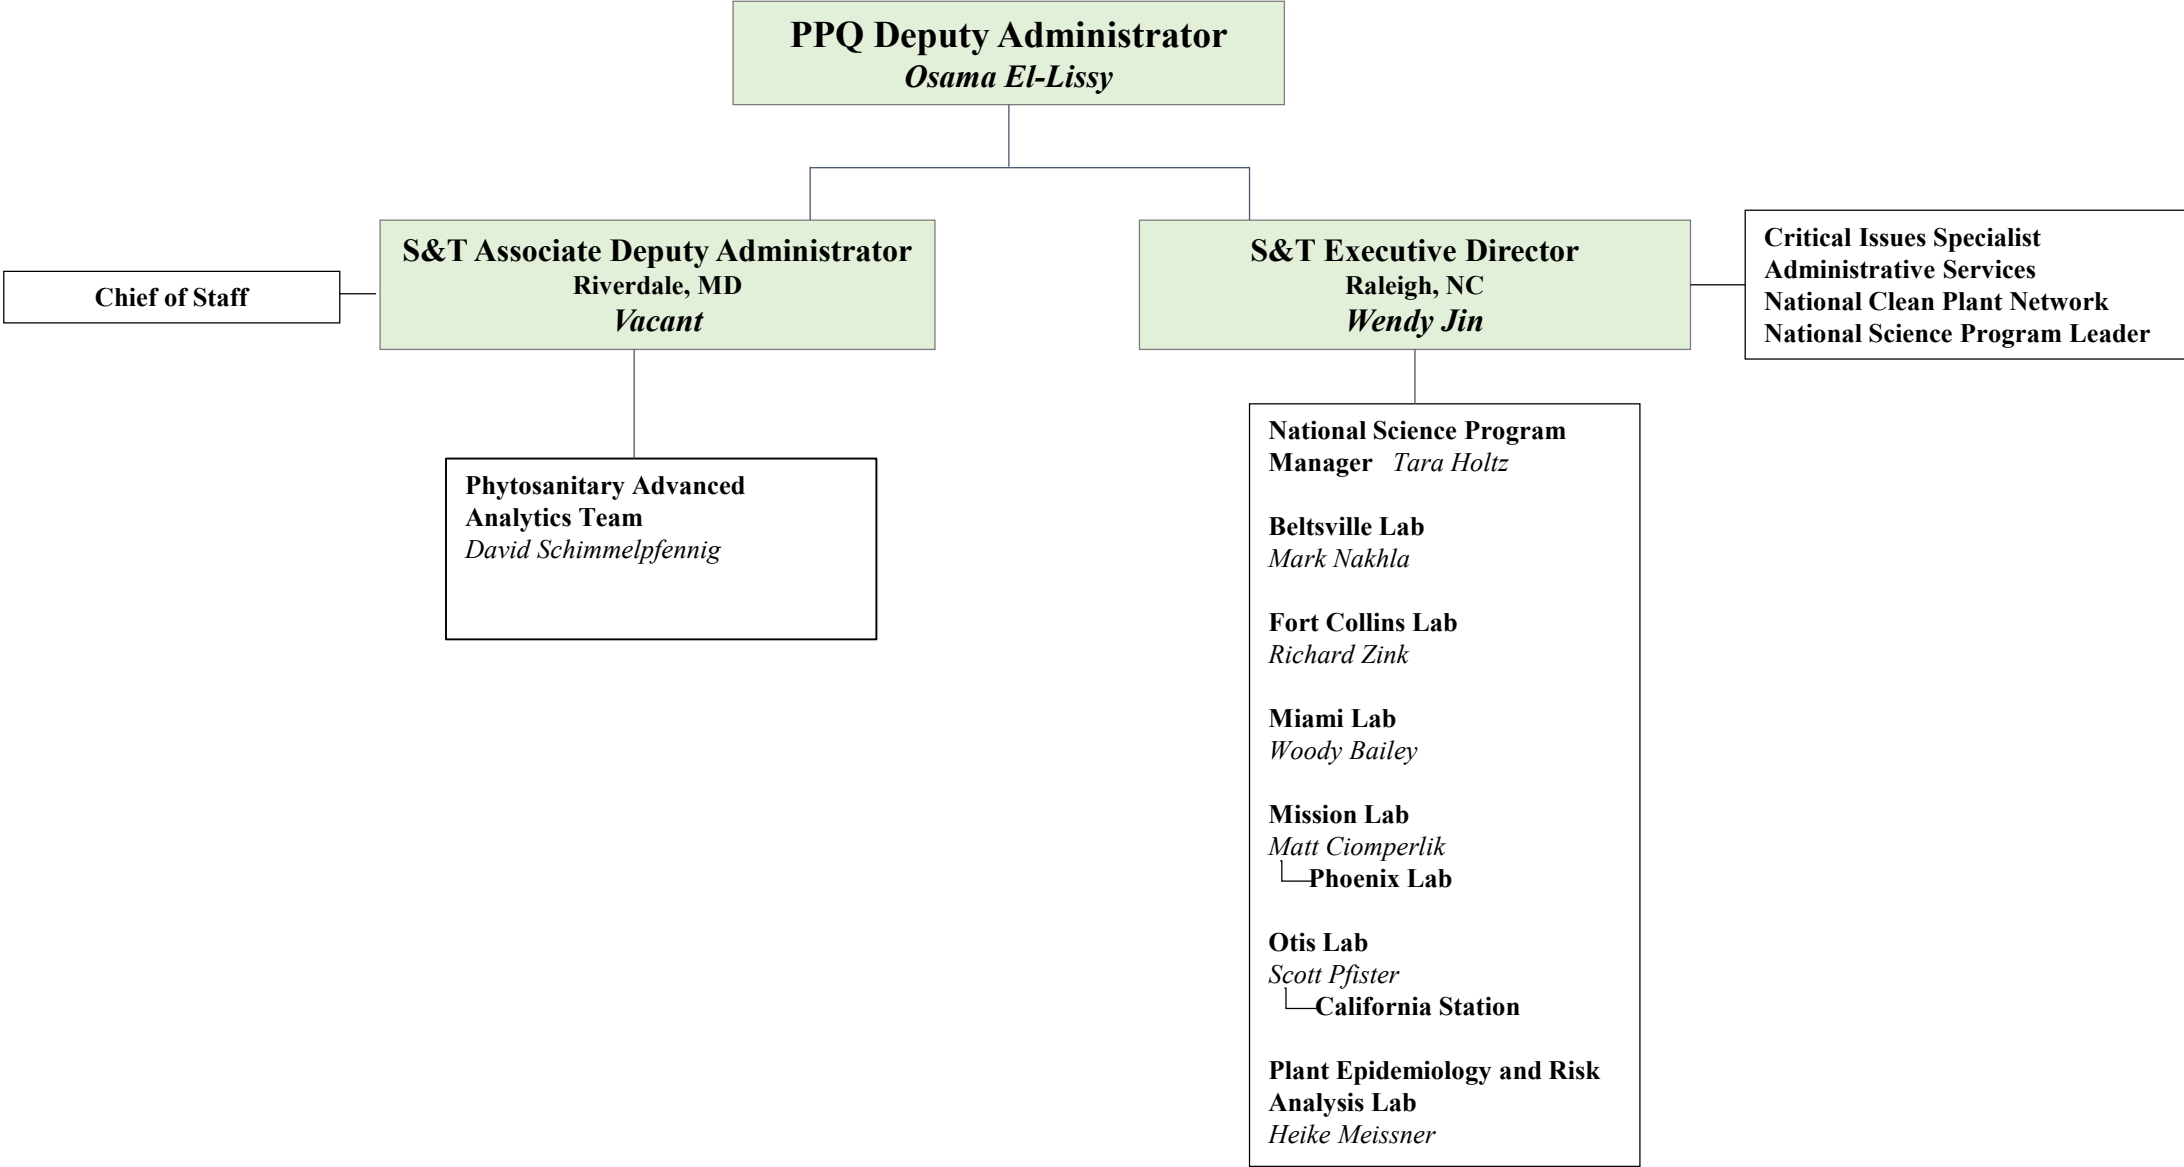 PPQ Deputy Administrator
Osama El-Lissy
S&T Associate Deputy Administrator
Riverdale, MD
Vacant
S&T Executive Director
Raleigh, NC
Wendy Jin
Critical Issues Specialist
Administrative Services
National Clean Plant Network
National Science Program Leader
Chief of Staff
Phytosanitary Advanced
Analytics Team
David Schimmelpfennig
National Science Program
Manager Tara Holtz
Beltsville Lab
Mark Nakhla
Fort Collins Lab
Richard Zink
Miami Lab
Woody Bailey
Mission Lab
Matt Ciomperlik
Phoenix Lab
Otis Lab
Scott Pfister
California Station
Plant Epidemiology and Risk
Analysis Lab
Heike Meissner